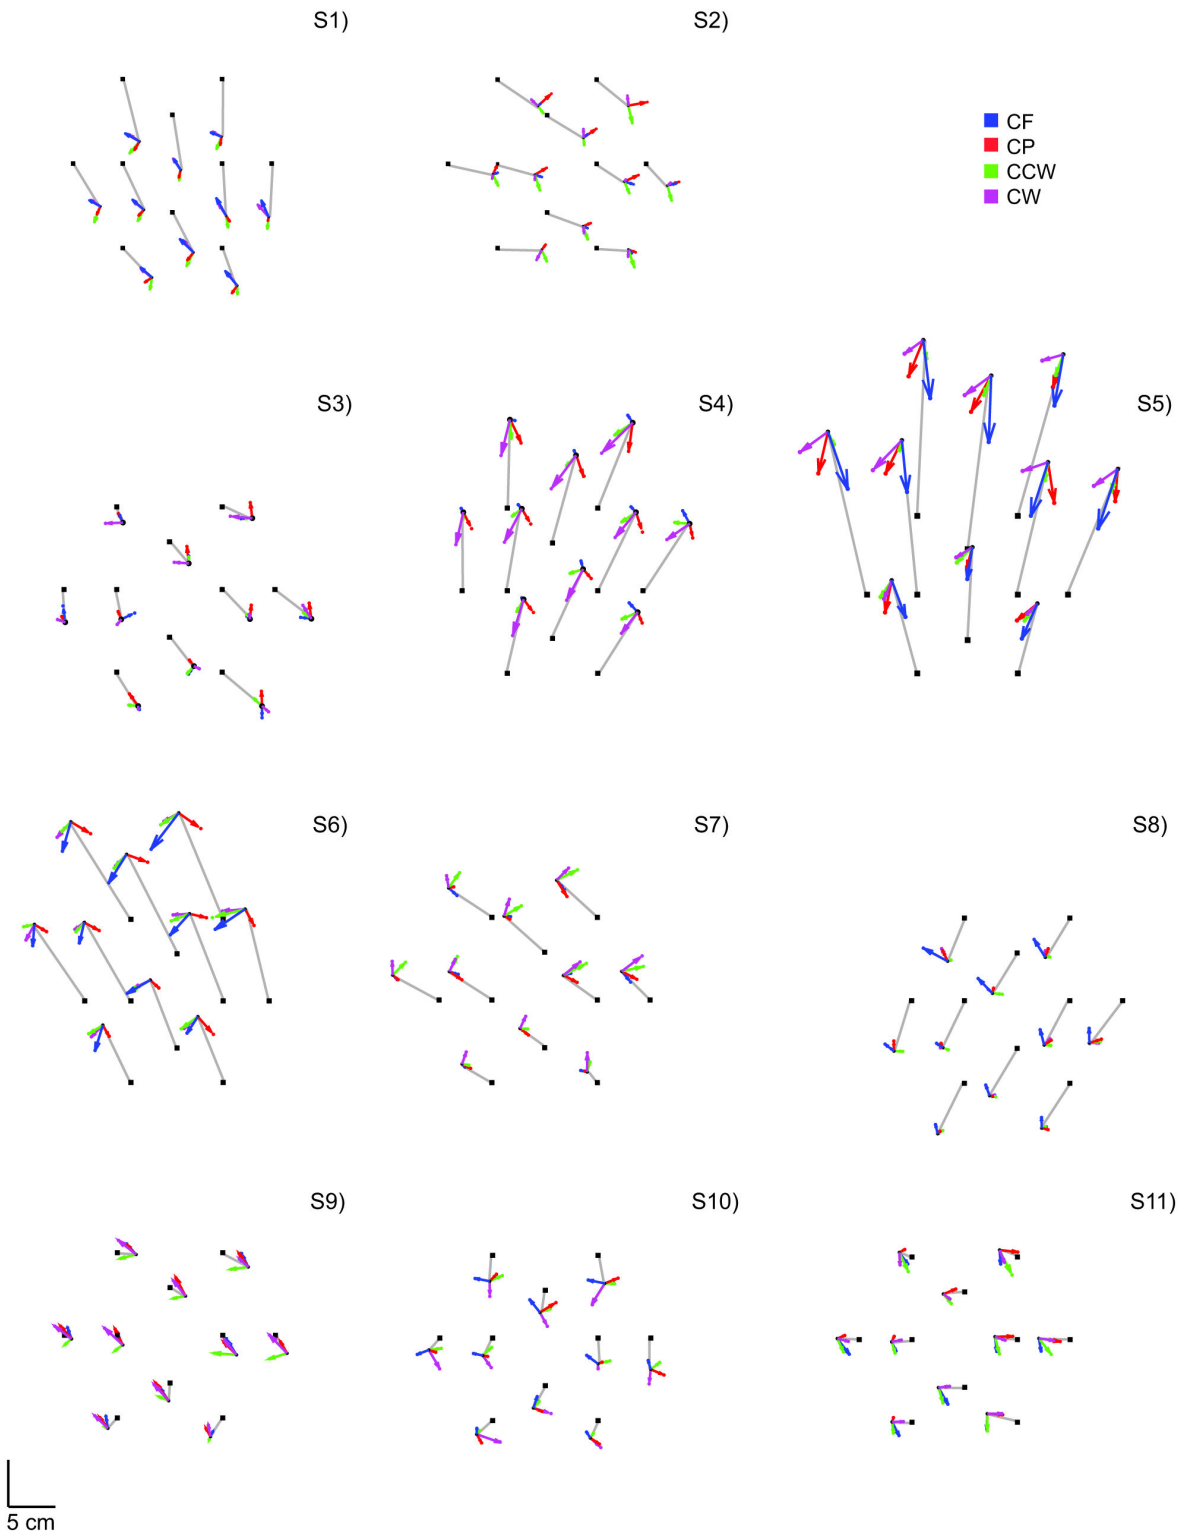 S1)
S2)
CF
CP
CCW
CW
S3)
S4)
S5)
S6)
S7)
S8)
S9)
S10)
S11)
5 cm